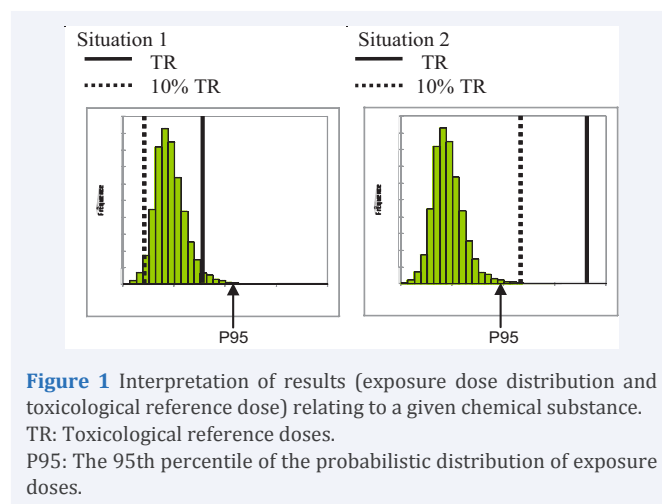 Situation 1
TR
10% TR
Situation 2
TR
10% TR
P95
P95
Figure 1 Interpretation of results (exposure dose distribution and
toxicological reference dose) relating to a given chemical substance.
TR: Toxicological reference doses.
P95: The 95th percentile of the probabilistic distribution of exposure
doses.